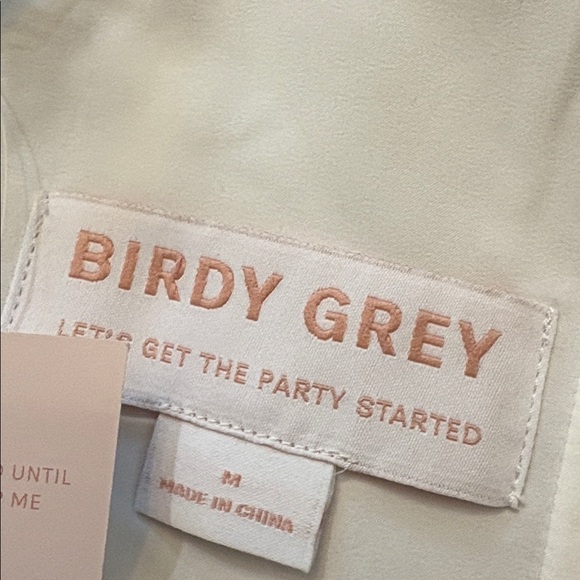 BIRDY GREY
LET'S GET THE PARTY STARTED
UNTIL
ME
M
MADE IN CHINA